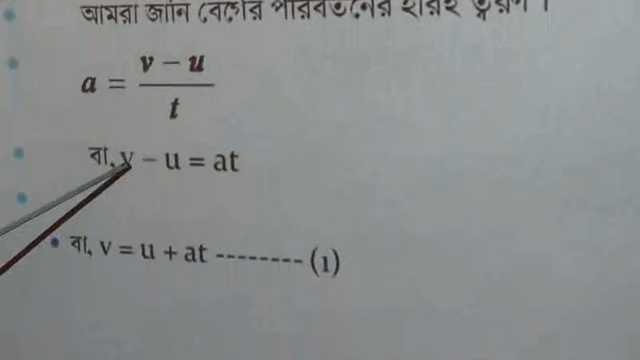 আমরা জানি বেগের পরিবর্তনের হারই ত্বরণ ।
a = (v − u) / t
বা, v − u = at
বা, v = u + at -------- (1)